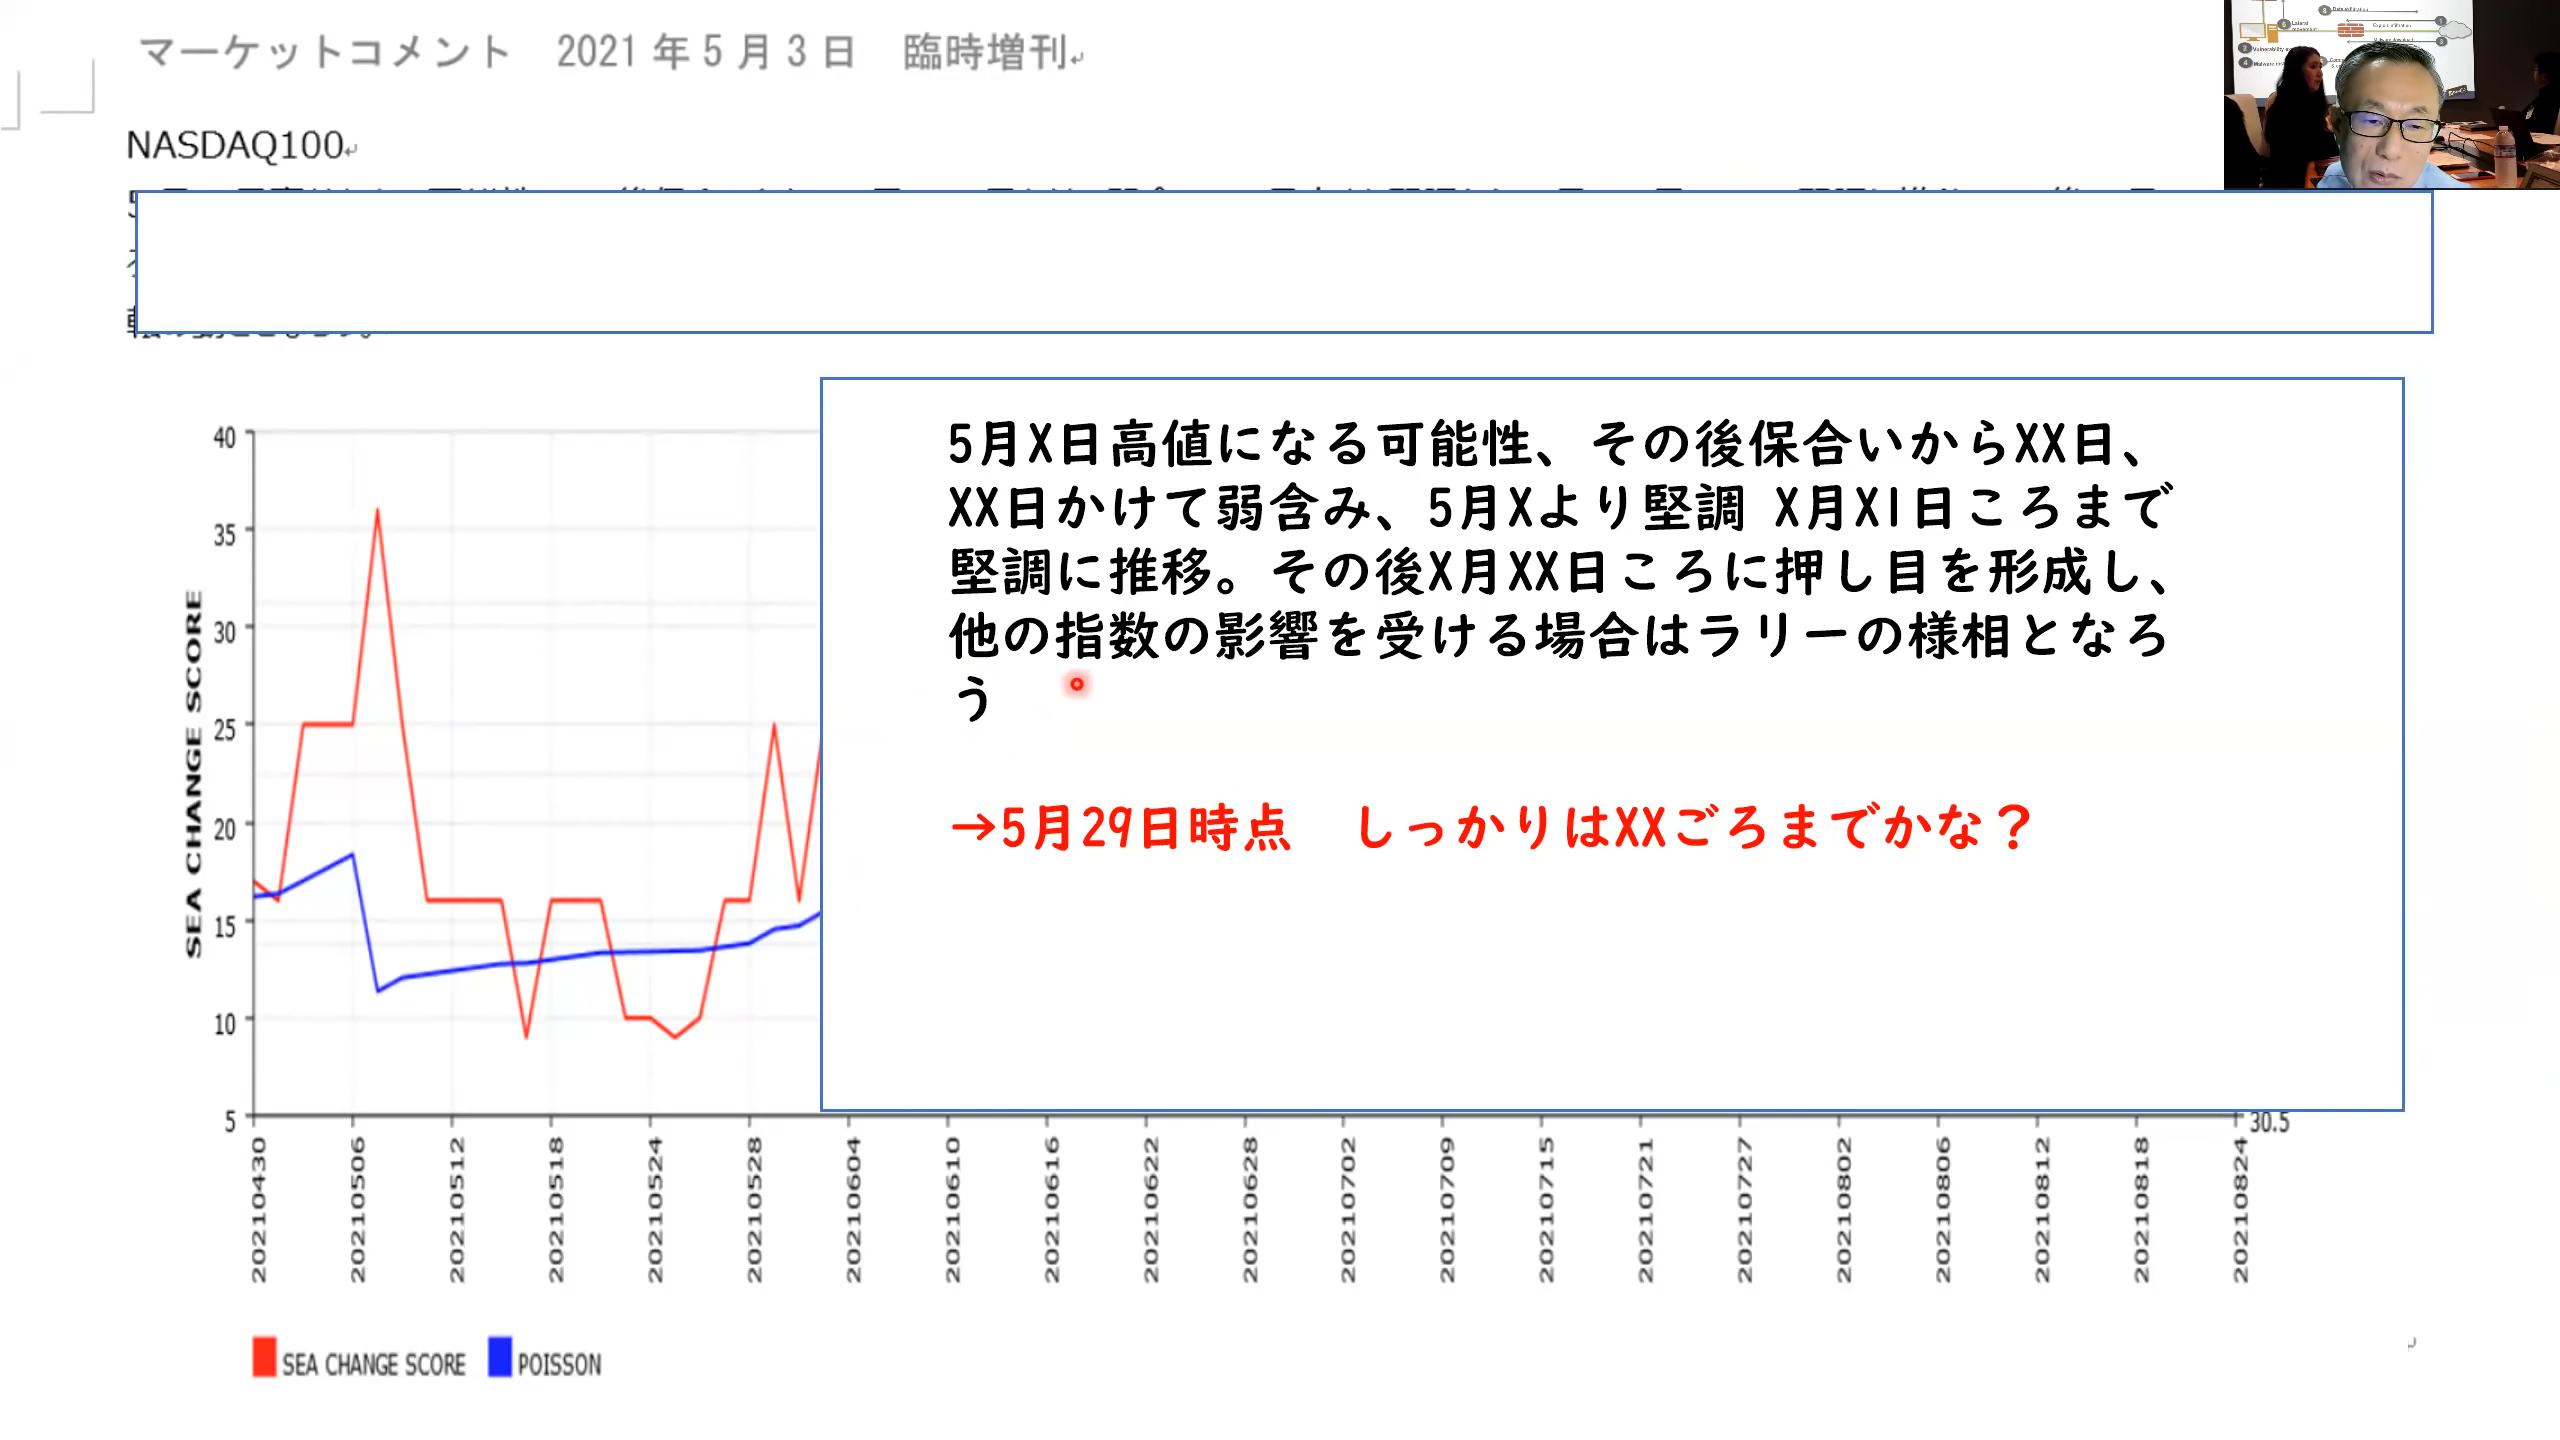 マーケットコメント 2021年5月3日 臨時増刊
NASDAQ100
5月X日高値になる可能性、その後保合いからXX日、
XX日かけて弱含み、5月Xより堅調 X月X1日ころまで
堅調に推移。その後X月XX日ころに押し目を形成し、
他の指数の影響を受ける場合はラリーの様相となろ
う
→5月29日時点 しっかりはXXごろまでかな？
SEA CHANGE SCORE
40
35
30
25
20
15
10
5
30.5
20210430
20210506
20210512
20210518
20210524
20210528
20210604
20210610
20210616
20210622
20210628
20210702
20210709
20210715
20210721
20210727
20210802
20210806
20210812
20210818
20210824
SEA CHANGE SCORE
POISSON